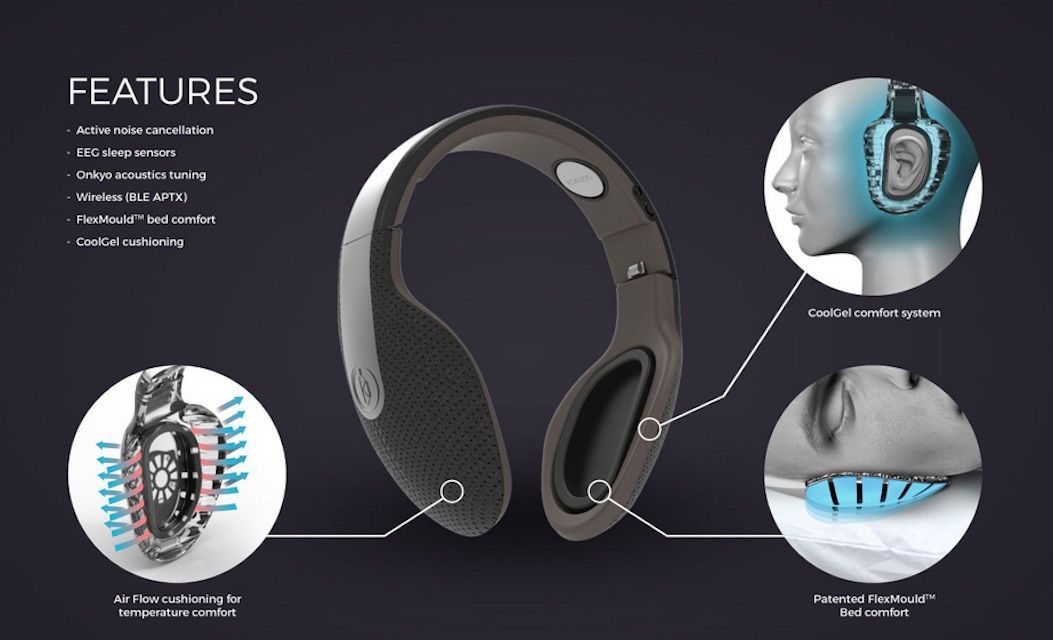 FEATURES
- Active noise cancellation
- EEG sleep sensors
- Onkyo acoustics tuning
- Wireless (BLE APTX)
- FlexMould™ bed comfort
- CoolGel cushioning
CoolGel comfort system
Air Flow cushioning for
temperature comfort
Patented FlexMould™
Bed comfort